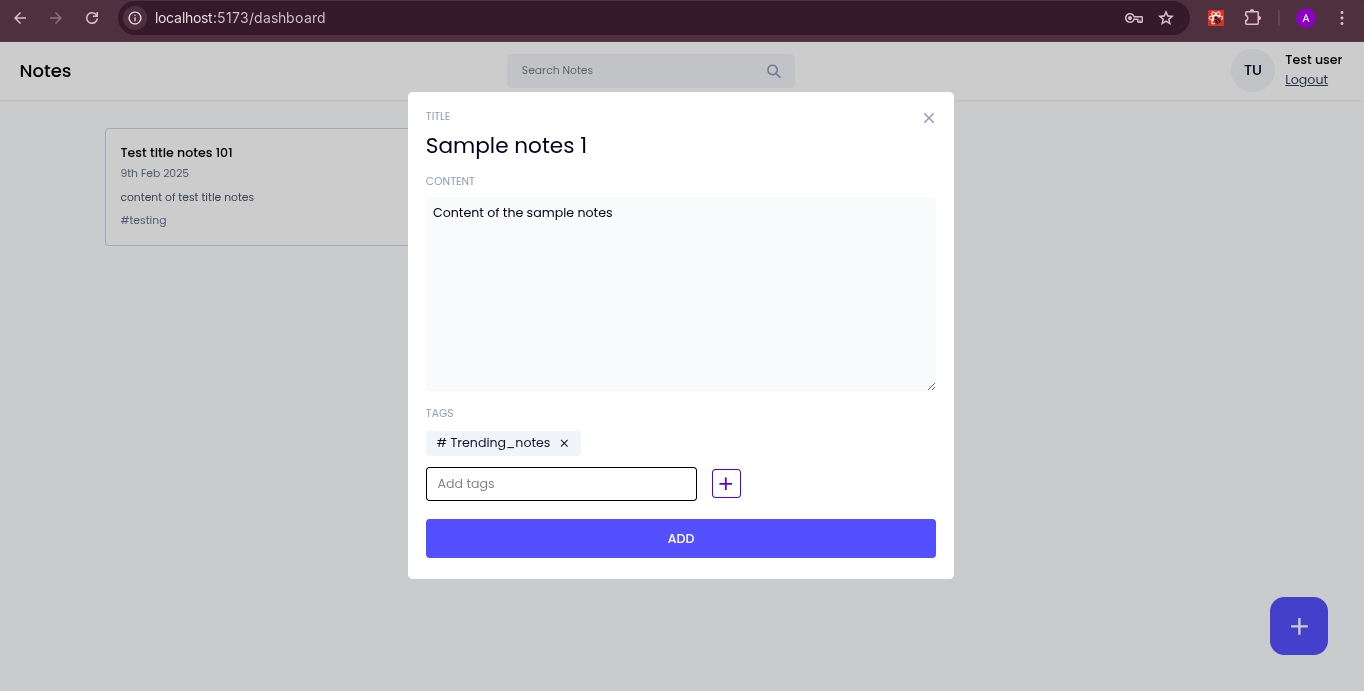 localhost:5173/dashboard
A
Notes
Search Notes
TU
Test user
Logout
Test title notes 101
9th Feb 2025
content of test title notes
#testing
TITLE
Sample notes 1
CONTENT
Content of the sample notes
TAGS
# Trending_notes ×
Add tags
+
ADD
+